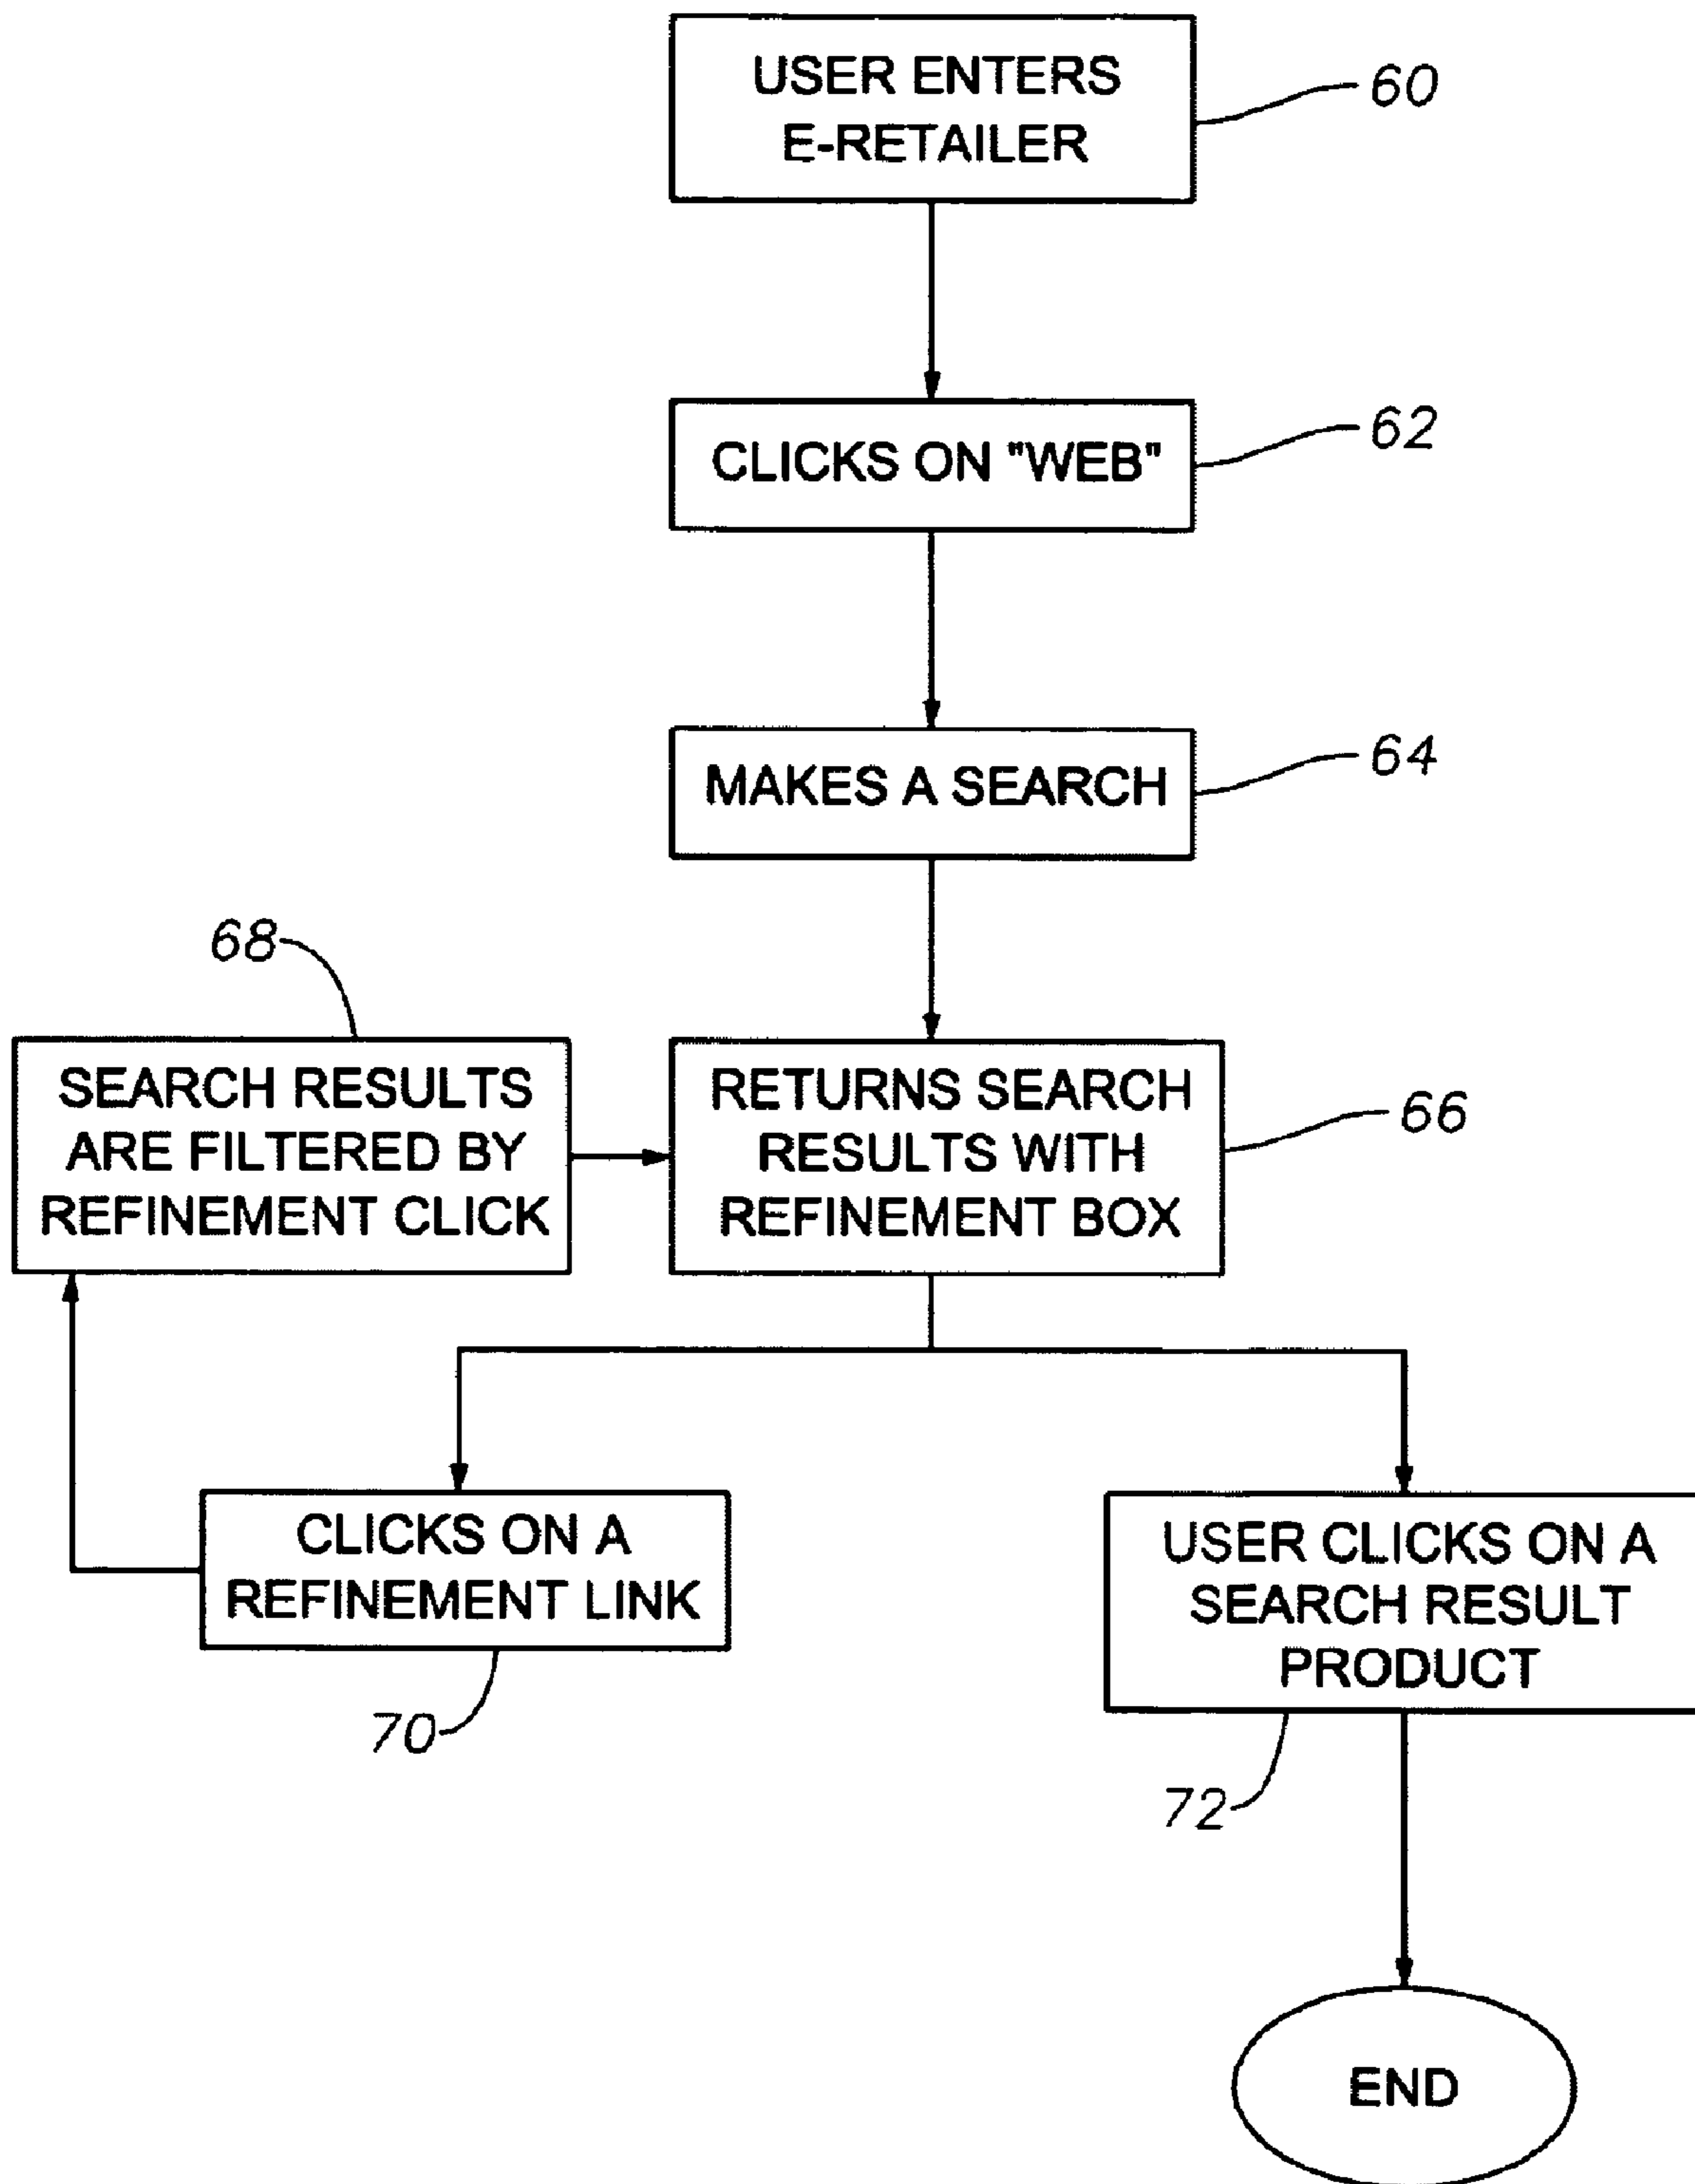 USER ENTERS
E-RETAILER
60
CLICKS ON "WEB"
62
MAKES A SEARCH
64
68
SEARCH RESULTS
ARE FILTERED BY
REFINEMENT CLICK
RETURNS SEARCH
RESULTS WITH
REFINEMENT BOX
66
CLICKS ON A
REFINEMENT LINK
70
USER CLICKS ON A
SEARCH RESULT
PRODUCT
72
END